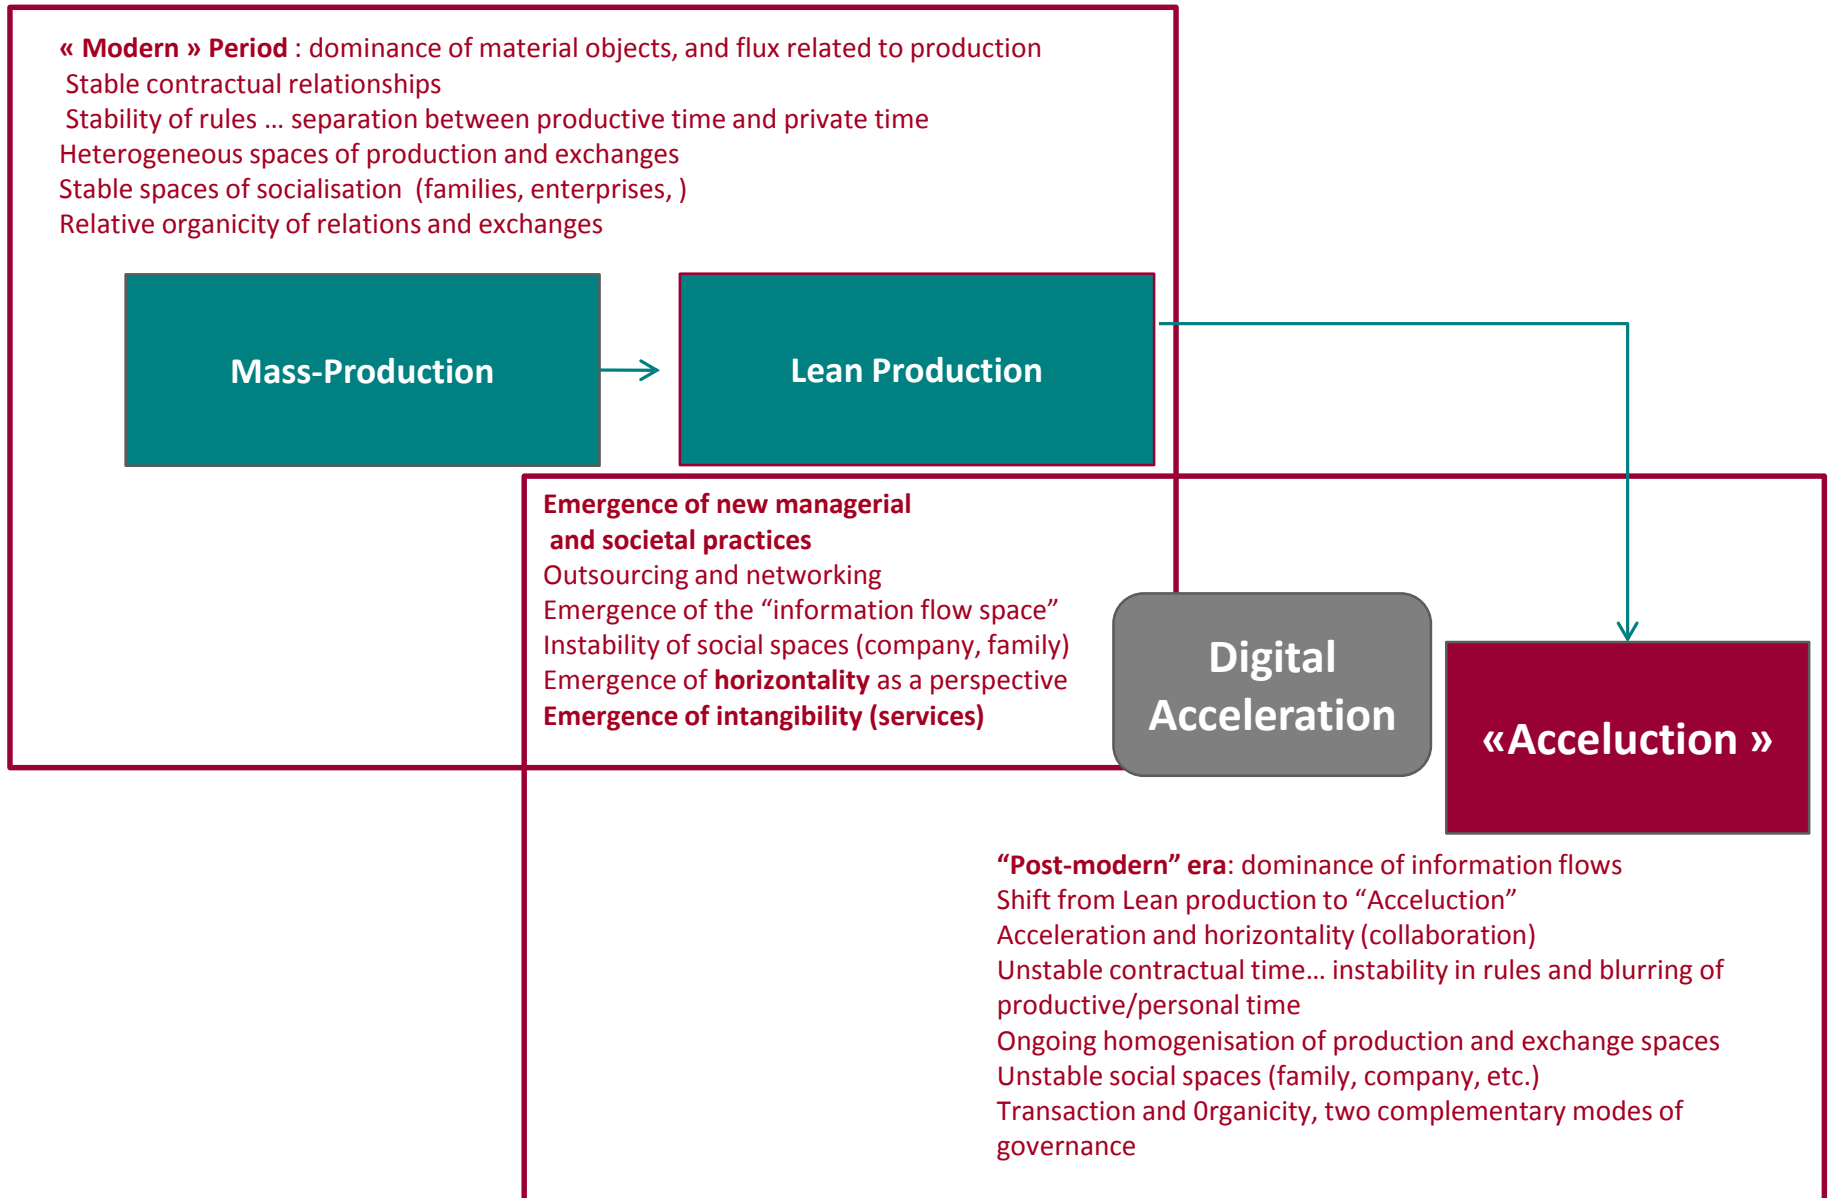 « Modern » Period : dominance of material objects, and flux related to production
Stable contractual relationships
Stability of rules ... separation between productive time and private time
Heterogeneous spaces of production and exchanges
Stable spaces of socialisation (families, enterprises, )
Relative organicity of relations and exchanges
Mass-Production
Lean Production
Emergence of new managerial
and societal practices
Outsourcing and networking
Emergence of the “information flow space”
Instability of social spaces (company, family)
Emergence of horizontality as a perspective
Emergence of intangibility (services)
Digital
Acceleration
«Acceluction »
“Post-modern” era: dominance of information flows
Shift from Lean production to “Acceluction”
Acceleration and horizontality (collaboration)
Unstable contractual time... instability in rules and blurring of
productive/personal time
Ongoing homogenisation of production and exchange spaces
Unstable social spaces (family, company, etc.)
Transaction and 0rganicity, two complementary modes of
governance